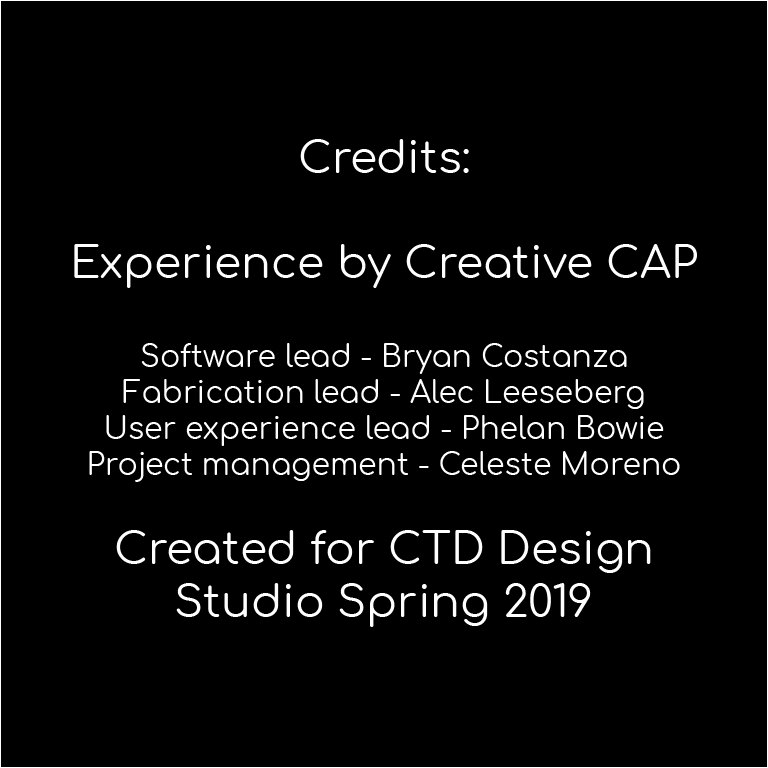 Credits:
Experience by Creative CAP
Software lead - Bryan Costanza
Fabrication lead - Alec Leeseberg
User experience lead - Phelan Bowie
Project management - Celeste Moreno
Created for CTD Design
Studio Spring 2019